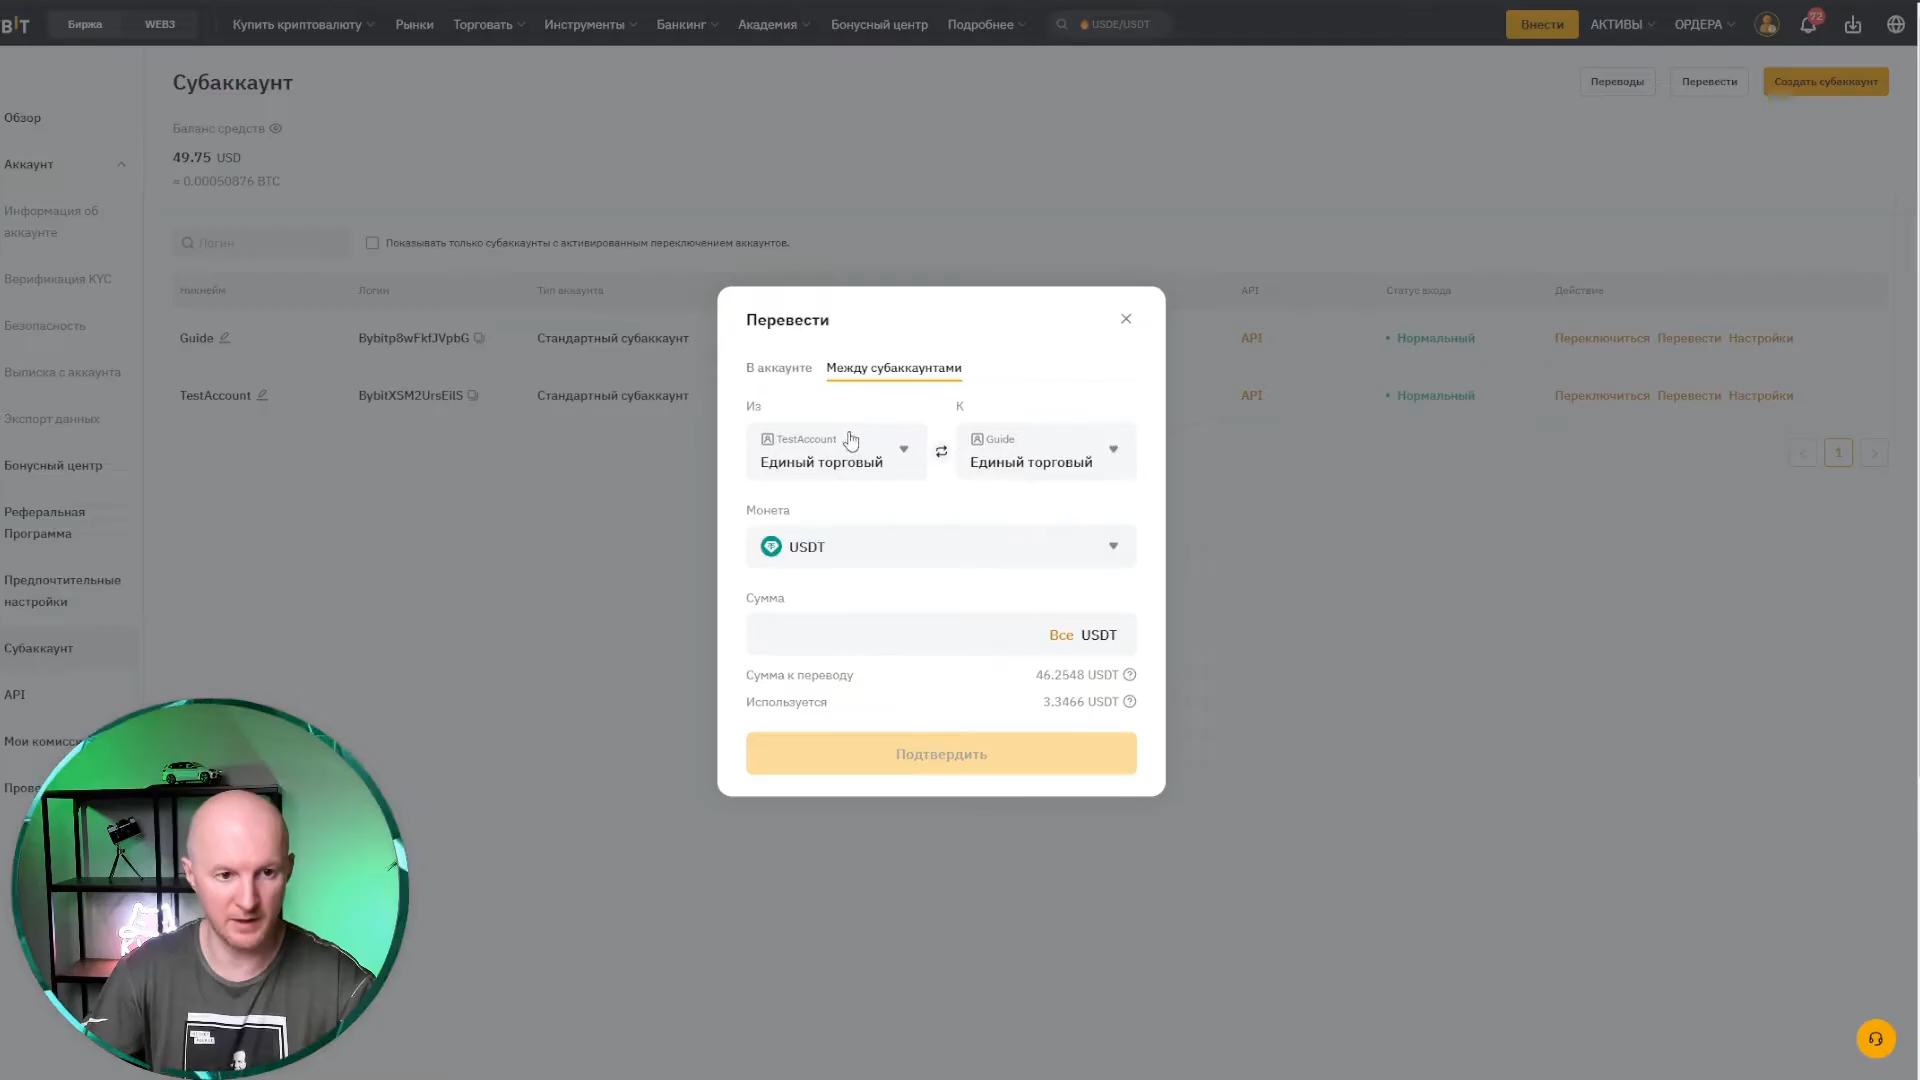 BIT
Биржа
WEB3
Купить криптовалюту
Рынки
Торговать
Инструменты
Банкинг
Академия
Бонусный центр
Подробнее
USDE/USDT
Внести
АКТИВЫ
ОРДЕРА
72
Субаккаунт
Переводы
Перевести
Создать субаккаунт
Баланс средств
49.75 USD
≈ 0.00050876 BTC
Обзор
Аккаунт
Информация об
аккаунте
Верификация KYC
Безопасность
Выписка с аккаунта
Экспорт данных
Бонусный центр
Реферальная
Программа
Предпочтительные
настройки
Субаккаунт
API
Мои комисси
Прове
Логин
Показывать только субаккаунты с активированным переключением аккаунтов.
Никнейм
Логин
Тип аккаунта
API
Статус входа
Действие
Guide
Bybitp8wFkfJVpbG
Стандартный субаккаунт
API
Нормальный
Переключиться Перевести Настройки
TestAccount
BybitXSM2UrsEilS
Стандартный субаккаунт
API
Нормальный
Переключиться Перевести Настройки
1
Перевести
В аккаунте
Между субаккаунтами
Из
К
TestAccount
Единый торговый
Guide
Единый торговый
Монета
USDT
Сумма
Все USDT
Сумма к переводу
46.2548 USDT
Используется
3.3466 USDT
Подтвердить